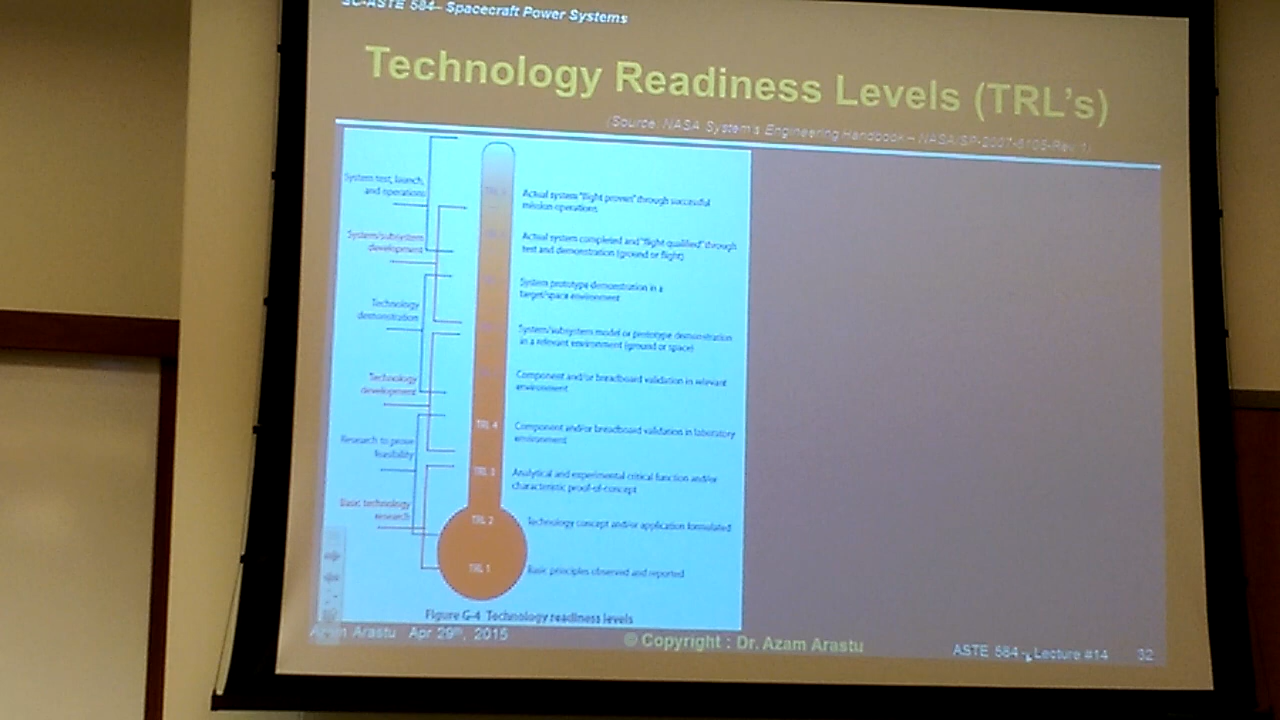 SC-ASTE 584– Spacecraft Power Systems
Technology Readiness Levels (TRL's)
(Source: NASA System's Engineering Handbook – NASA/SP-2007-6105-Rev 1)
System test, launch,
and operations
System/subsystem
development
Technology
demonstration
Technology
development
Research to prove
feasibility
Basic technology
research
Actual system "flight proven" through successful
mission operations
Actual system completed and "flight qualified" through
test and demonstration (ground or flight)
System prototype demonstration in a
target/space environment
System/subsystem model or prototype demonstration
in a relevant environment (ground or space)
Component and/or breadboard validation in relevant
environment
TRL 4
Component and/or breadboard validation in laboratory
environment
TRL 3
Analytical and experimental critical function and/or
characteristic proof-of-concept
TRL 2
Technology concept and/or application formulated
TRL 1
Basic principles observed and reported
Figure G-4 Technology readiness levels
Azam Arastu Apr 29th, 2015
© Copyright : Dr. Azam Arastu
ASTE 584 - Lecture #14
32